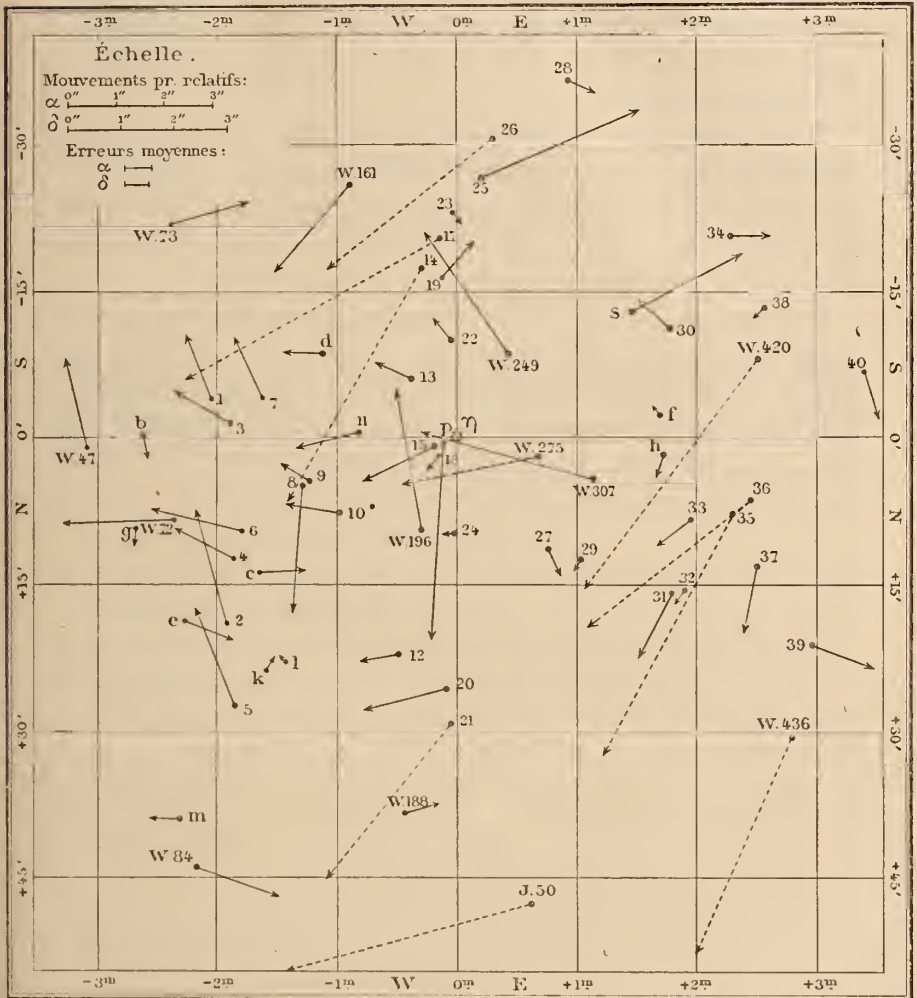 -3m -2m -1m W 0m E +1m +2m +3m
Échelle.
Mouvements pr. relatifs:
α 0" 1" 2" 3"
δ 0" 1" 2" 3"
Erreurs moyennes:
α
δ
28
26
-30' -30'
25
W.161
23
W.73
17
34
14
19
-15' -15'
S.
38
30
22
d
W.249
W.420
S S
13
40
1
7
f
3
b
n
p η
0' 0'
15
W.275
h
W.47
18
9
8
W.307
36
10
35
33
g W.72
6
W.196
24
N N
4
27
29
37
c
+15' +15'
32
31
e
2
39
12
l
k
20
5
21
+30' +30'
W.436
W.188
m
W.84
+45' +45'
J.50
-3m -2m -1m W 0m E +1m +2m +3m